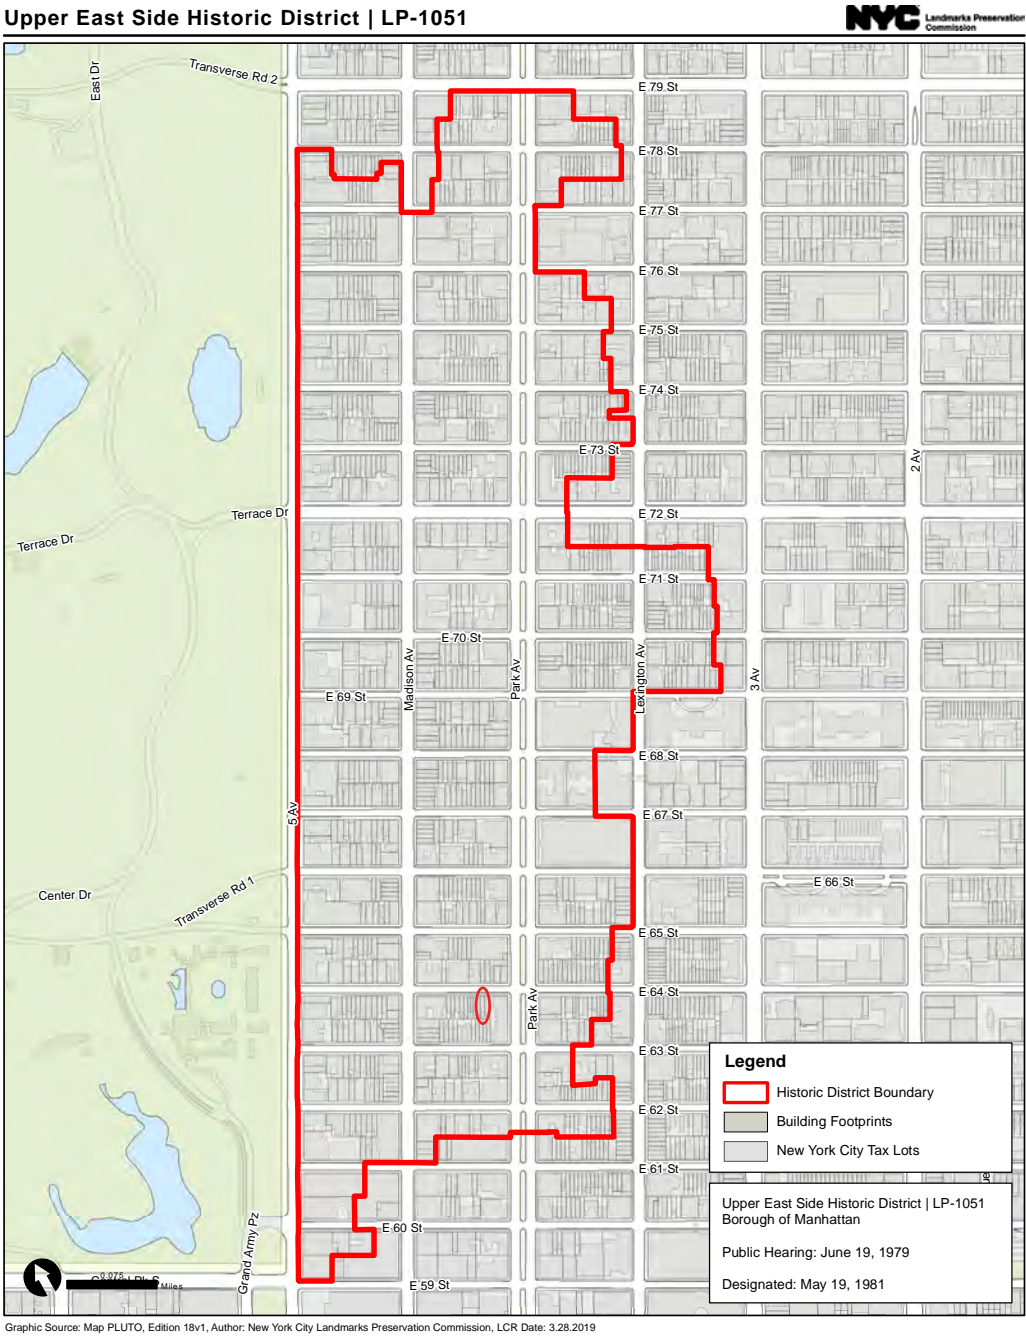 Upper East Side Historic District | LP-1051
NYC Landmarks Preservation
Commission
Transverse Rd 2
East Dr
E 79 St
E 78 St
E 77 St
E 76 St
E 75 St
E 74 St
E 73 St
2 Av
E 72 St
Terrace Dr
Terrace Dr
E 71 St
E 70 St
Madison Av
Park Av
Lexington Av
3 Av
E 69 St
E 68 St
5 Av
E 67 St
E 66 St
Center Dr
Transverse Rd 1
E 65 St
E 64 St
Park Av
E 63 St
E 62 St
E 61 St
E 60 St
Grand Army Pz
E 59 St
0.075
Miles
Legend
Historic District Boundary
Building Footprints
New York City Tax Lots
Upper East Side Historic District | LP-1051
Borough of Manhattan
Public Hearing: June 19, 1979
Designated: May 19, 1981
Graphic Source: Map PLUTO, Edition 18v1, Author: New York City Landmarks Preservation Commission, LCR Date: 3.28.2019